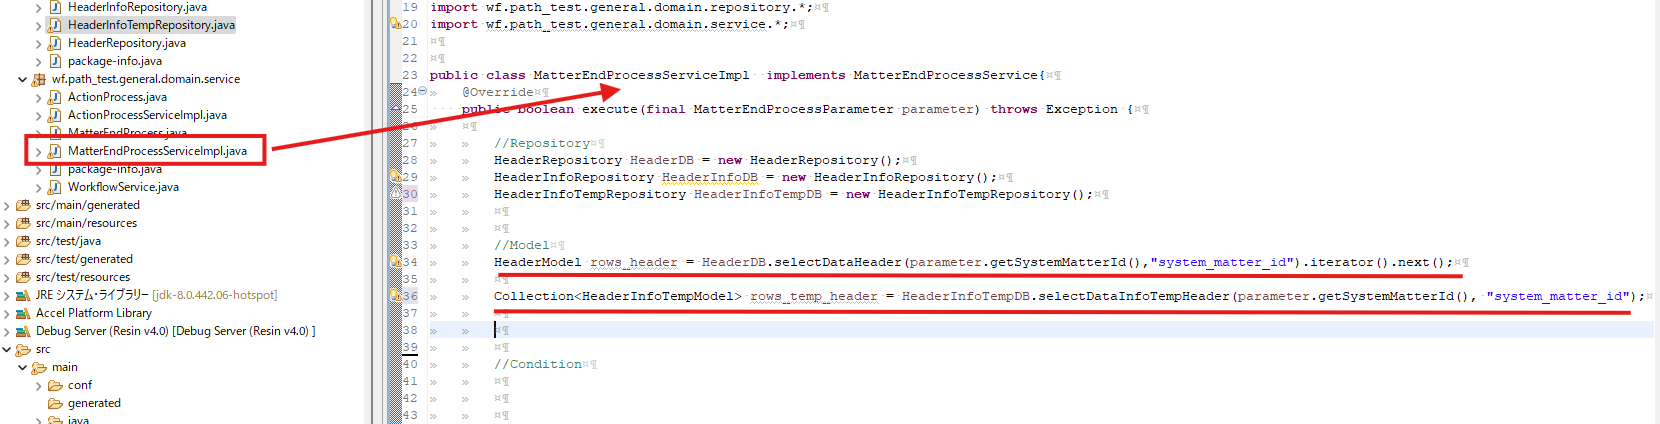 HeaderInfoRepository.java
HeaderInfoTempRepository.java
HeaderRepository.java
package-info.java
wf.path_test.general.domain.service
ActionProcess.java
ActionProcessServiceImpl.java
MatterEndProcess.java
MatterEndProcessServiceImpl.java
package-info.java
WorkflowService.java
src/main/generated
src/main/resources
src/test/java
src/test/generated
src/test/resources
JRE システム・ライブラリー [jdk-8.0.442.06-hotspot]
Accel Platform Library
Debug Server (Resin v4.0) [Debug Server (Resin v4.0) ]
src
main
conf
generated
java
19 import wf.path_test.general.domain.repository.*;¤¶
20 import wf.path_test.general.domain.service.*;¤¶
21 ¤¶
22 ¤¶
23 public class MatterEndProcessServiceImpl  implements MatterEndProcessService{¤¶
24 » @Override¤¶
25 public boolean execute(final MatterEndProcessParameter parameter) throws Exception {¤¶
26 » ¤¶
27 » » //Repository¤¶
28 » » HeaderRepository HeaderDB = new HeaderRepository();¤¶
29 » » HeaderInfoRepository HeaderInfoDB = new HeaderInfoRepository();¤¶
30 » » HeaderInfoTempRepository HeaderInfoTempDB = new HeaderInfoTempRepository();¤¶
31 » » ¤¶
32 » » ¤¶
33 » » //Model¤¶
34 » » HeaderModel rows_header = HeaderDB.selectDataHeader(parameter.getSystemMatterId(),"system_matter_id").iterator().next();¤¶
35 » » ¤¶
36 » » Collection<HeaderInfoTempModel> rows_temp_header = HeaderInfoTempDB.selectDataInfoTempHeader(parameter.getSystemMatterId(), "system_matter_id");¤
37 » » ¤¶
38 » » ¤¶
39 » » ¤¶
40 » » //Condition¤¶
41 » » ¤¶
42 » » ¤¶
43 » » ¤¶